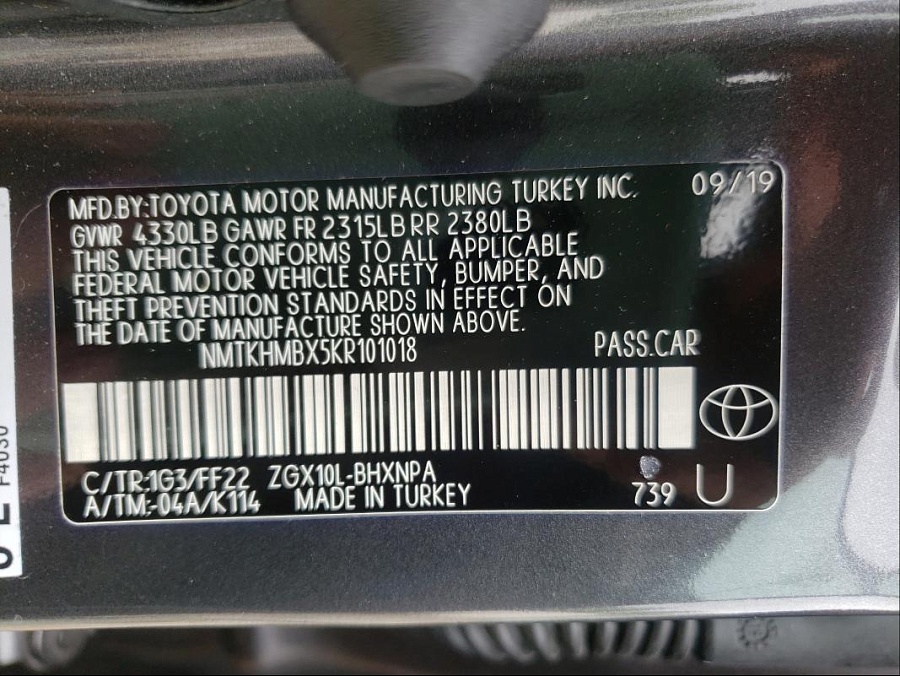 MFD.BY:TOYOTA MOTOR MANUFACTURING TURKEY INC. 09/19
GVWR 4330LB GAWR FR 2315LB RR 2380LB
THIS VEHICLE CONFORMS TO ALL APPLICABLE
FEDERAL MOTOR VEHICLE SAFETY, BUMPER, AND
THEFT PREVENTION STANDARDS IN EFFECT ON
THE DATE OF MANUFACTURE SHOWN ABOVE.
NMTKHMBX5KR101018 PASS.CAR
C/TR:1G3/FF22 ZGX10L-BHXNPA
A/TM:-04A/K114 MADE IN TURKEY 739 U
F4030